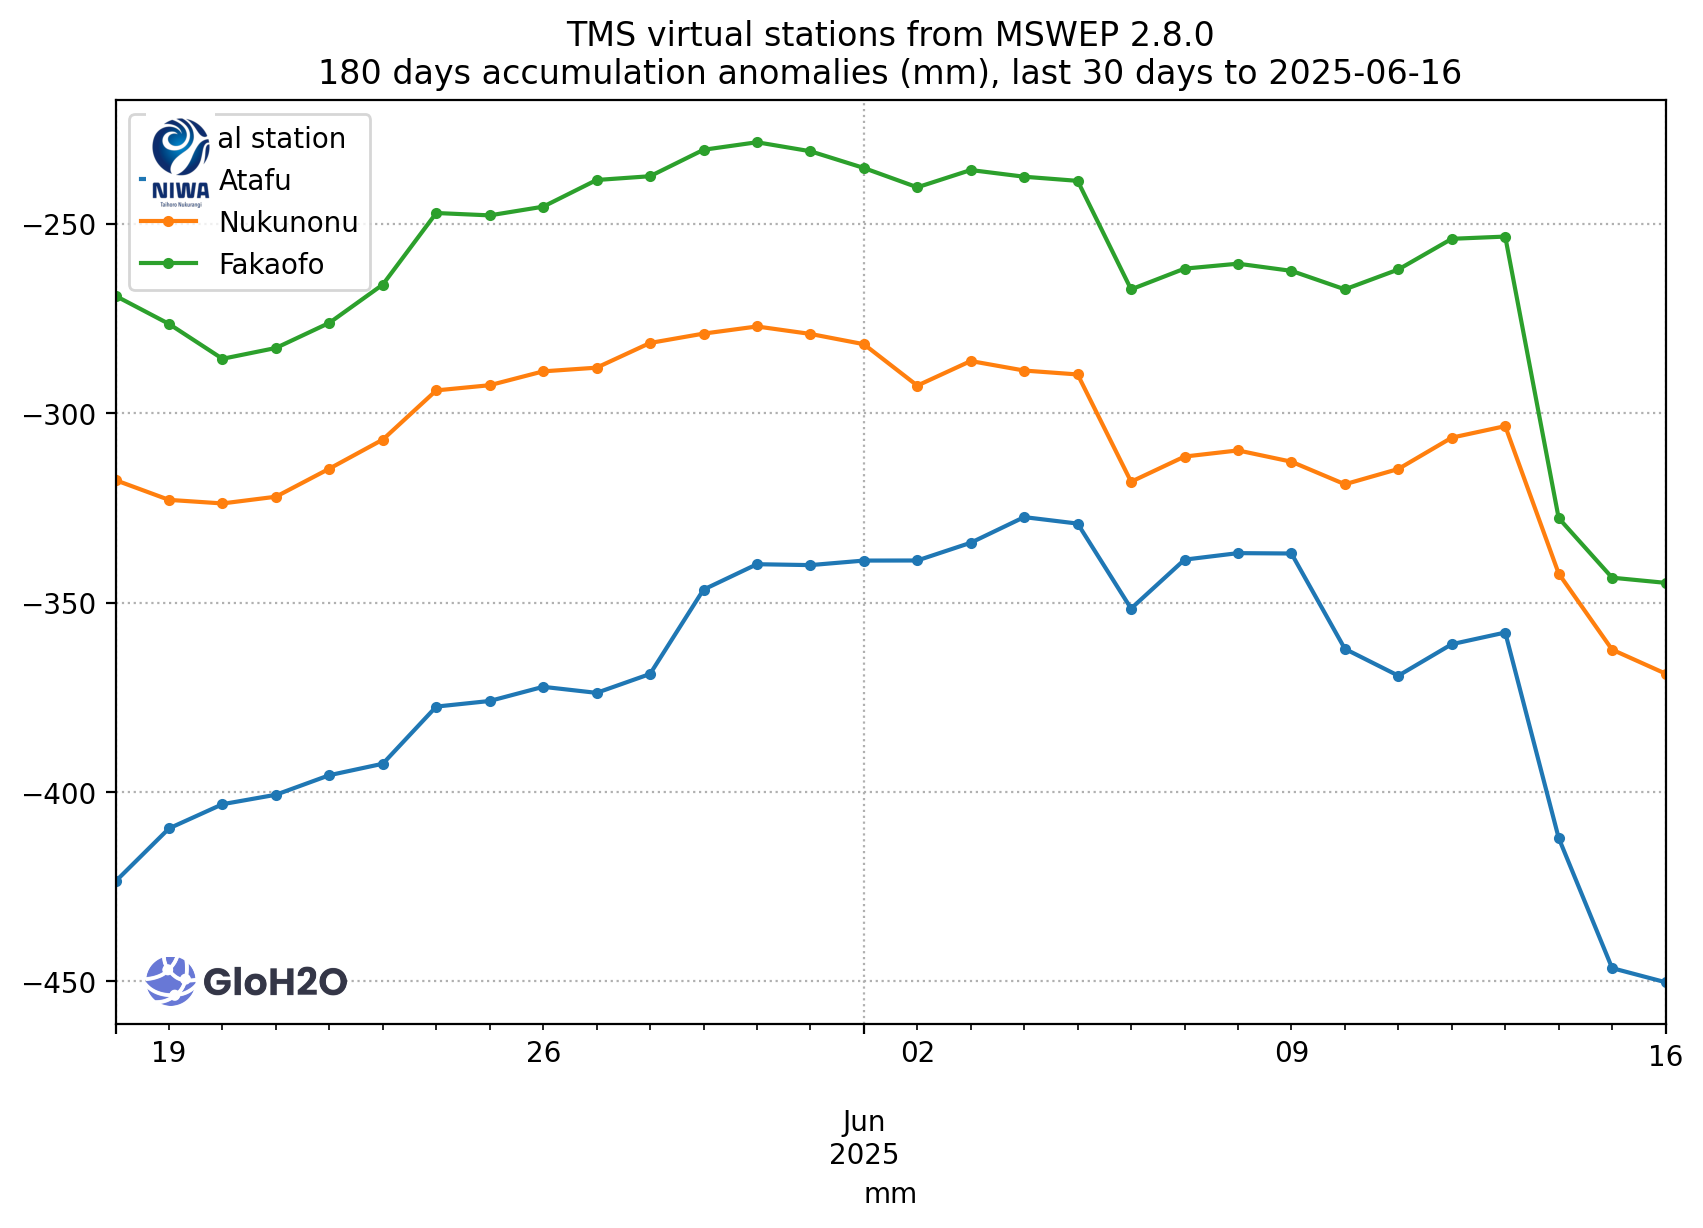 TMS virtual stations from MSWEP 2.8.0
180 days accumulation anomalies (mm), last 30 days to 2025-06-16
al station
Atafu
Nukunonu
Fakaofo
NIWA
Taihoro Nukurangi
−250
−300
−350
−400
−450
GloH2O
19
26
02
09
16
Jun
2025
mm